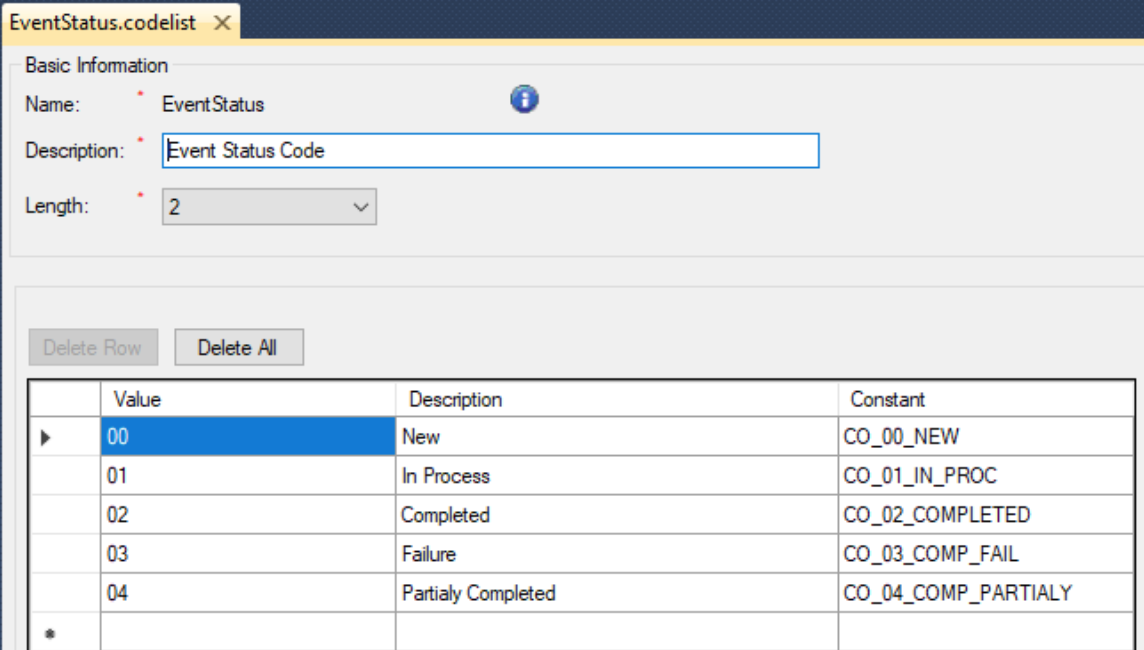 EventStatus.codelist
Basic Information
Name: * EventStatus
Description: * Event Status Code
Length: * 2
Delete Row Delete All
Value Description Constant
00 New CO_00_NEW
01 In Process CO_01_IN_PROC
02 Completed CO_02_COMPLETED
03 Failure CO_03_COMP_FAIL
04 Partialy Completed CO_04_COMP_PARTIALY
*